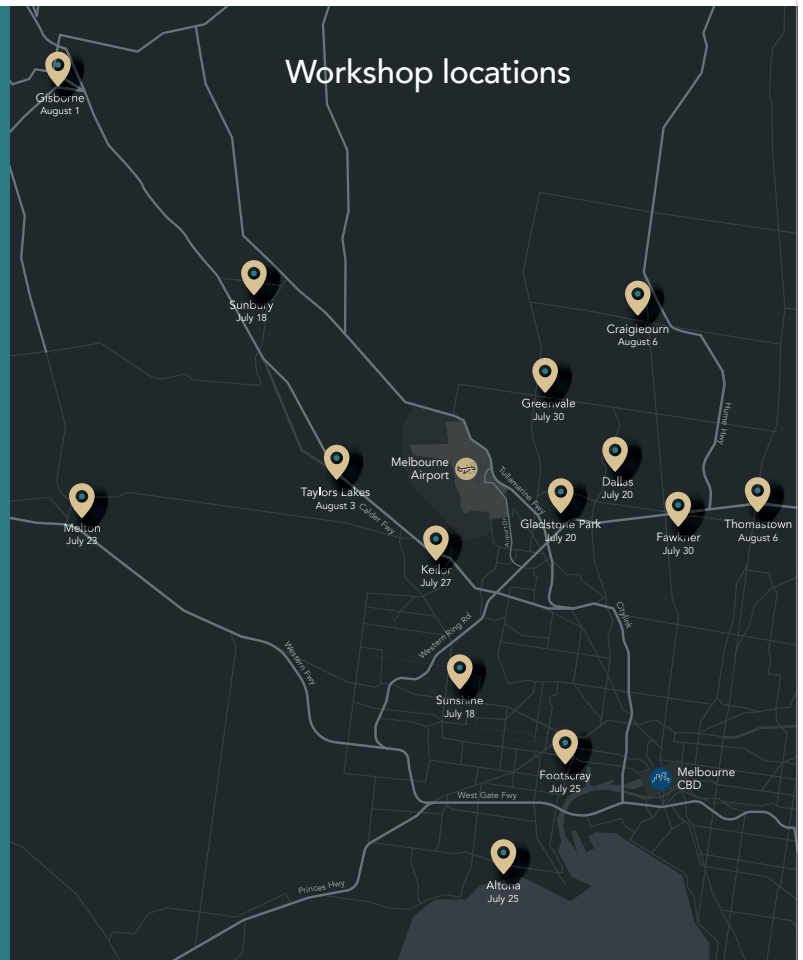 Workshop locations
Gisborne
August 1
Sunbury
July 18
Craigieburn
August 6
Greenvale
July 30
Hume Hwy
Melbourne
Airport
Tullamarine Fwy
Dallas
July 20
Taylors Lakes
August 3
Calder Fwy
Melton
July 23
Gladstone Park
July 20
Airport Dr
Fawkner
July 30
Thomastown
August 6
Keilor
July 27
Citylink
Western Ring Rd
Western Fwy
Sunshine
July 18
Footscray
July 25
Melbourne
CBD
West Gate Fwy
Altona
July 25
Princes Hwy